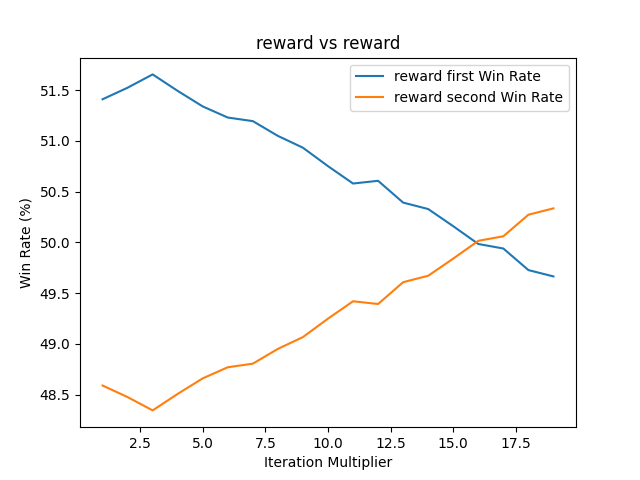 reward vs reward
reward first Win Rate
reward second Win Rate
Win Rate (%)
51.5
51.0
50.5
50.0
49.5
49.0
48.5
2.5 5.0 7.5 10.0 12.5 15.0 17.5
Iteration Multiplier